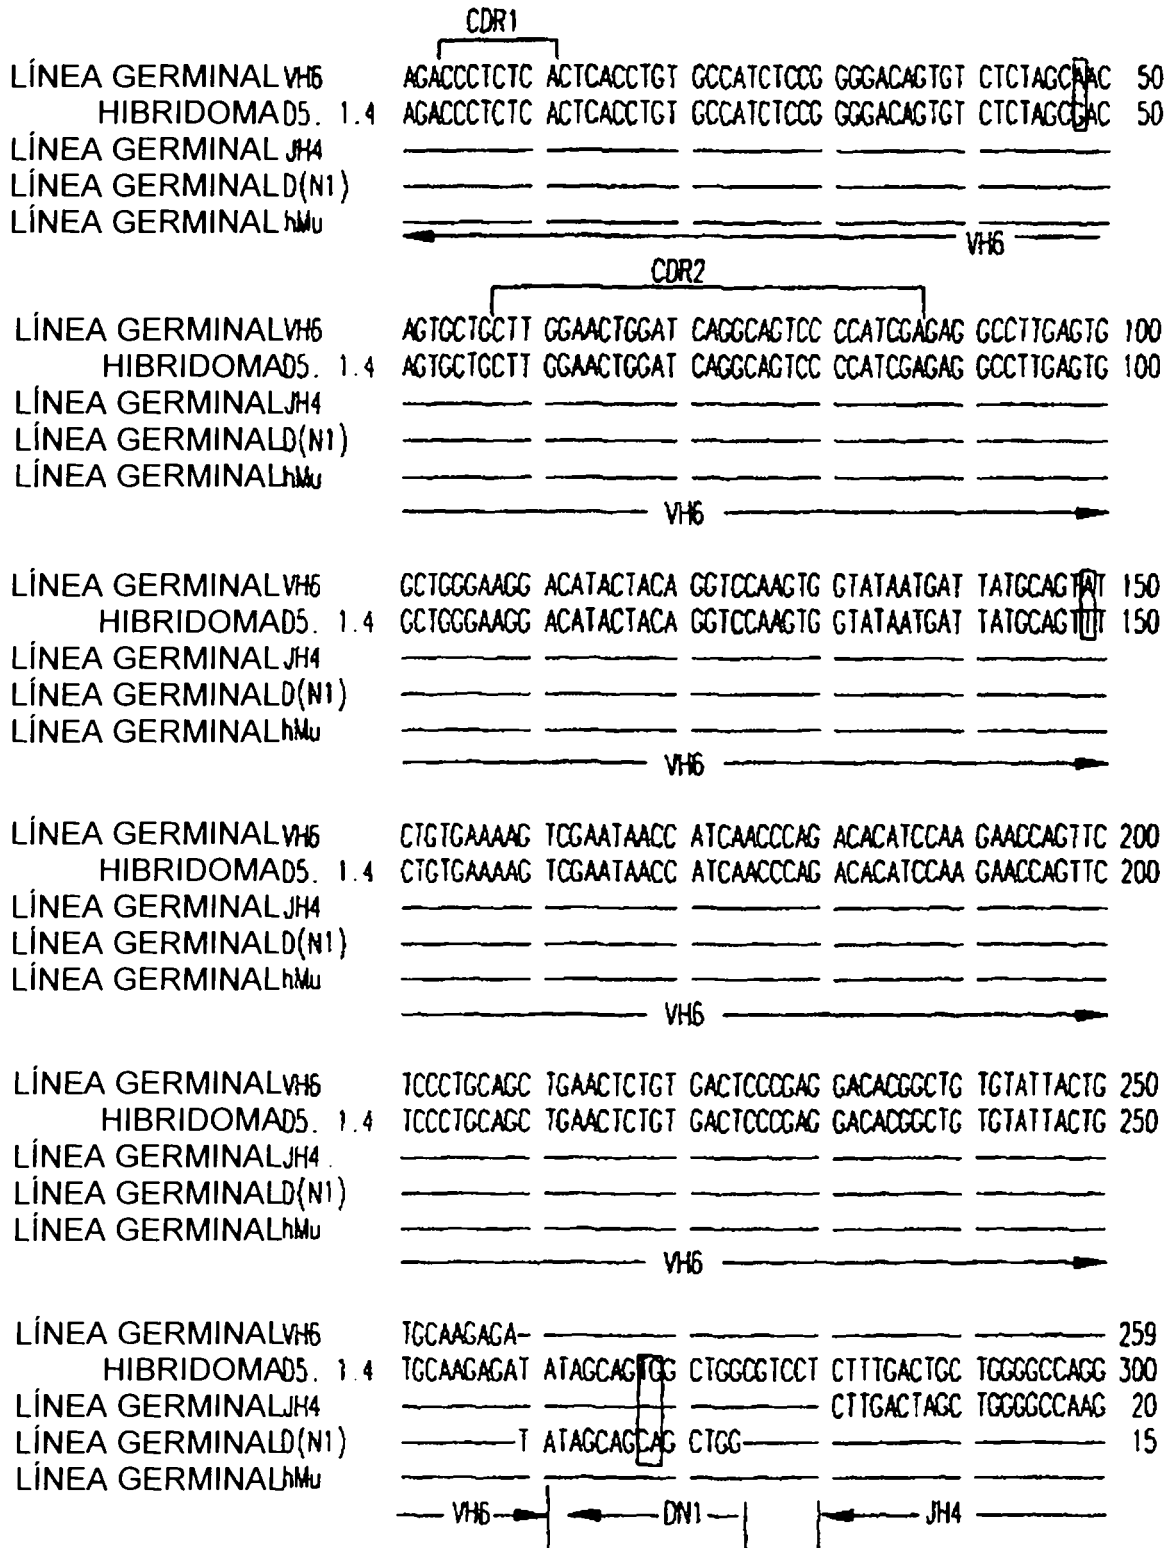 CDR1
LÍNEA GERMINAL VH6 AGACCCTCTC ACTCACCTGT GCCATCTCCG GGGACAGTGT CTCTAGCAAC 50
HIBRIDOMA D5. 1.4 AGACCCTCTC ACTCACCTGT GCCATCTCCG GGGACAGTGT CTCTAGCGAC 50
LÍNEA GERMINAL JH4
LÍNEA GERMINAL D(N1)
LÍNEA GERMINAL hMu
VH6
CDR2
LÍNEA GERMINAL VH6 AGTGCTGCTT GGAACTGGAT CAGGCAGTCC CCATCGAGAG GCCTTGAGTG 100
HIBRIDOMA D5. 1.4 AGTGCTGCTT GGAACTGGAT CAGGCAGTCC CCATCGAGAG GCCTTGAGTG 100
LÍNEA GERMINAL JH4
LÍNEA GERMINAL D(N1)
LÍNEA GERMINAL hMu
VH6
LÍNEA GERMINAL VH6 GCTGGGAAGG ACATACTACA GGTCCAAGTG GTATAATGAT TATGCAGTAT 150
HIBRIDOMA D5. 1.4 GCTGGGAAGG ACATACTACA GGTCCAAGTG GTATAATGAT TATGCAGTTT 150
LÍNEA GERMINAL JH4
LÍNEA GERMINAL D(N1)
LÍNEA GERMINAL hMu
VH6
LÍNEA GERMINAL VH6 CTGTGAAAAG TCGAATAACC ATCAACCCAG ACACATCCAA GAACCAGTTC 200
HIBRIDOMA D5. 1.4 CTGTGAAAAG TCGAATAACC ATCAACCCAG ACACATCCAA GAACCAGTTC 200
LÍNEA GERMINAL JH4
LÍNEA GERMINAL D(N1)
LÍNEA GERMINAL hMu
VH6
LÍNEA GERMINAL VH6 TCCCTGCAGC TGAACTCTGT GACTCCCGAG GACACGGCTG TGTATTACTG 250
HIBRIDOMA D5. 1.4 TCCCTGCAGC TGAACTCTGT GACTCCCGAG GACACGGCTG TGTATTACTG 250
LÍNEA GERMINAL JH4
LÍNEA GERMINAL D(N1)
LÍNEA GERMINAL hMu
VH6
LÍNEA GERMINAL VH6 TGCAAGAGA- 259
HIBRIDOMA D5. 1.4 TGCAAGAGAT ATAGCAGTCG CTGGCGTCCT CTTTGACTGC TGGGGCCAGG 300
LÍNEA GERMINAL JH4 CTTGACTAGC TGGGGCCAAG 20
LÍNEA GERMINAL D(N1) T ATAGCAGCAG CTGG 15
LÍNEA GERMINAL hMu
VH6 DN1 JH4